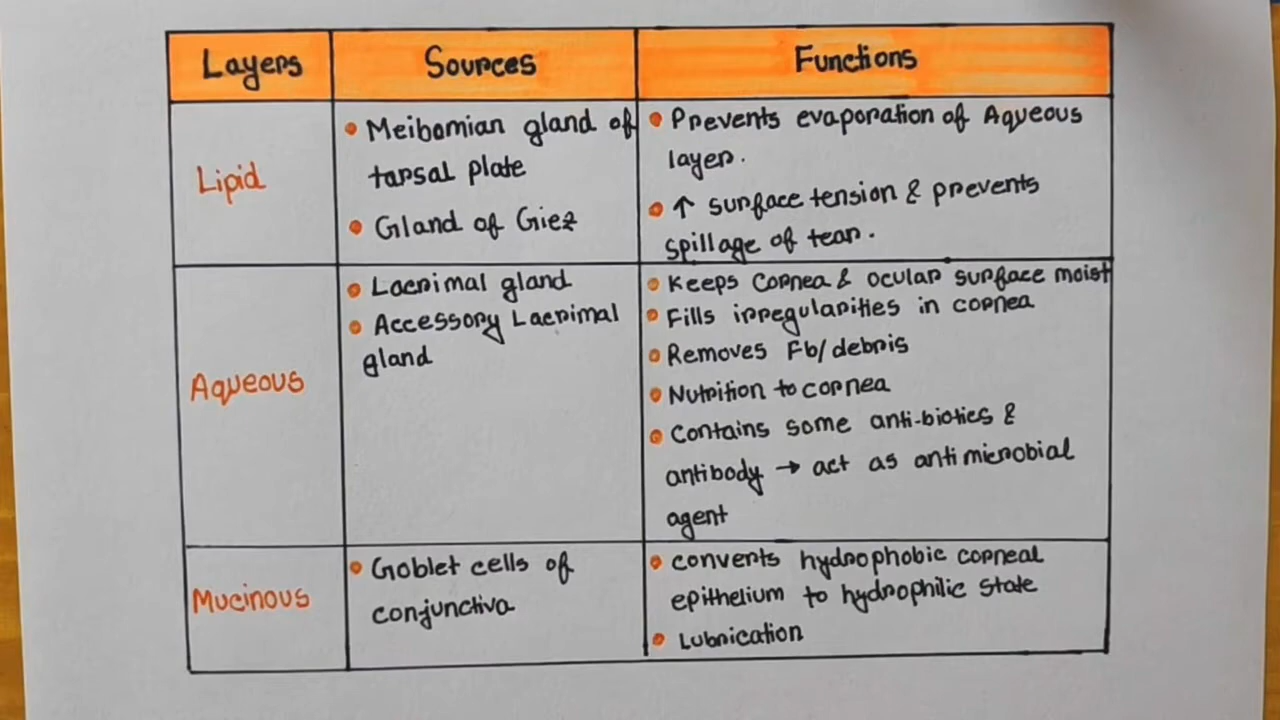 Layers Sources Functions
Lipid
• Meibomian gland of
tarsal plate
• Gland of Giez
• Prevents evaporation of Aqueous
layer.
• ↑ surface tension & prevents
spillage of tear.
Aqueous
• Lacrimal gland
• Accessory Lacrimal
gland
• Keeps cornea & ocular surface moist
• Fills irregularities in cornea
• Removes Fb/debris
• Nutrition to cornea
• Contains some anti-biotics &
antibody → act as antimicrobial
agent
Mucinous
• Goblet cells of
conjunctiva
• converts hydrophobic corneal
epithelium to hydrophilic state
• Lubrication